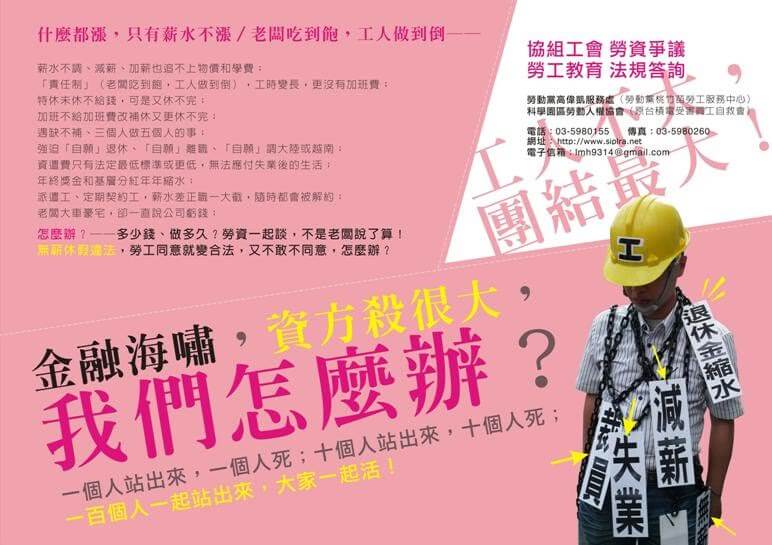 什麼都漲，只有薪水不漲／老闆吃到飽，工人做到倒——
薪水不調、減薪、加薪也追不上物價和學費；
「責任制」（老闆吃到飽，工人做到倒），工時變長，更沒有加班費；
特休未休不給錢，可是又休不完；
加班不給加班費改補休又更休不完；
遇缺不補、三個人做五個人的事；
強迫「自願」退休、「自願」離職、「自願」調大陸或越南；
資遣費只有法定最低標準或更低，無法應付失業後的生活；
年終獎金和基層分紅年年縮水；
派遣工、定期契約工，薪水差正職一大截，隨時都會被解約；
老闆大車豪宅，卻一直說公司虧錢；
怎麼辦？——多少錢、做多久？勞資一起談，不是老闆說了算！
無薪休假違法，勞工同意就變合法，又不敢不同意，怎麼辦？
協組工會 勞資爭議
勞工教育 法規答詢
勞動黨高偉凱服務處（勞動黨桃竹苗勞工服務中心）
科學園區勞動人權協會（原台積電受害員工自救會）
電話：03-5980155 傳真：03-5980260
網址：http://www.siplra.net
電子信箱：lmh9314@gmail.com
工人不大，
團結最大！
金融海嘯，資方殺很大，
我們怎麼辦？
一個人站出來，一個人死；十個人站出來，十個人死；
一百個人一起站出來，大家一起活！
工
退休金縮水
減薪
失業
裁員